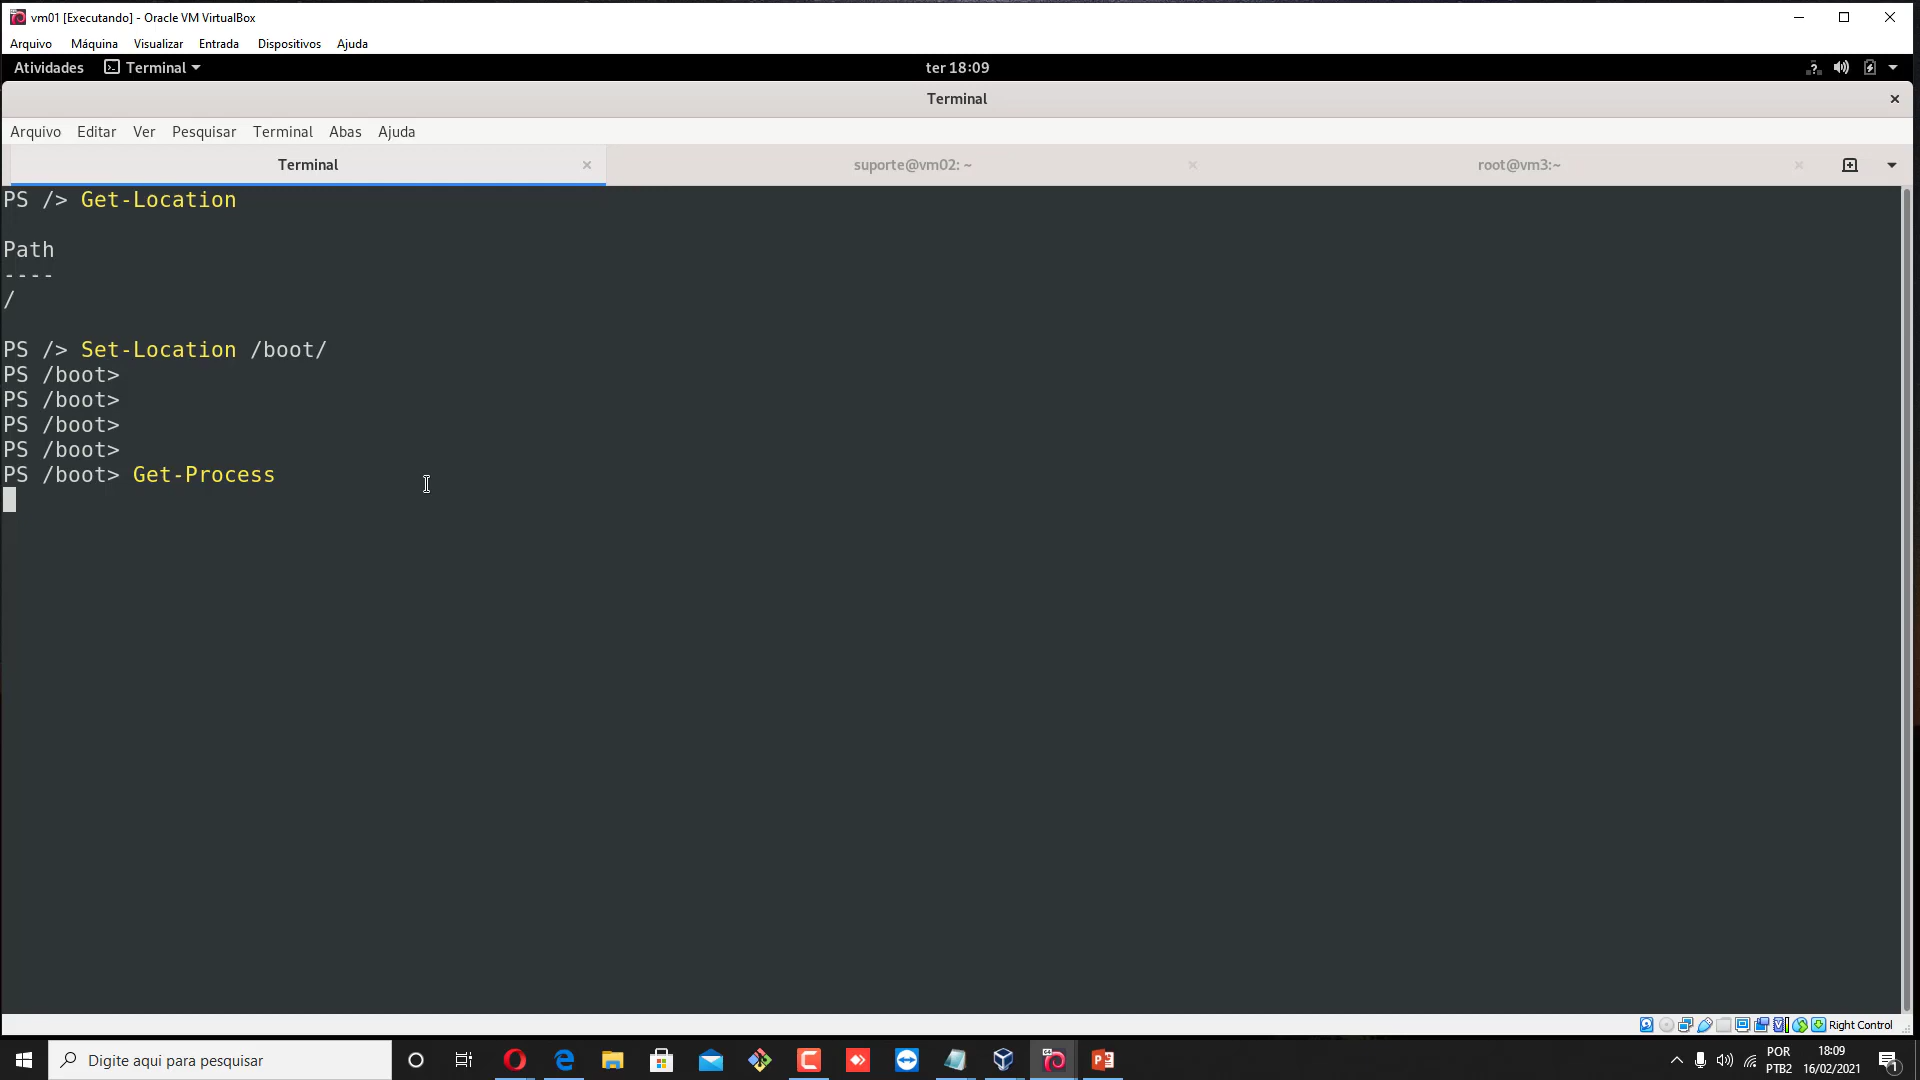 vm01 [Executando] - Oracle VM VirtualBox
Arquivo Máquina Visualizar Entrada Dispositivos Ajuda
Atividades Terminal ter 18:09
Terminal
Arquivo Editar Ver Pesquisar Terminal Abas Ajuda
Terminal suporte@vm02: ~ root@vm3:~
PS /> Get-Location
Path
----
/
PS /> Set-Location /boot/
PS /boot>
PS /boot>
PS /boot>
PS /boot>
PS /boot> Get-Process
Right Control
Digite aqui para pesquisar
POR 18:09
PTB2 16/02/2021 1